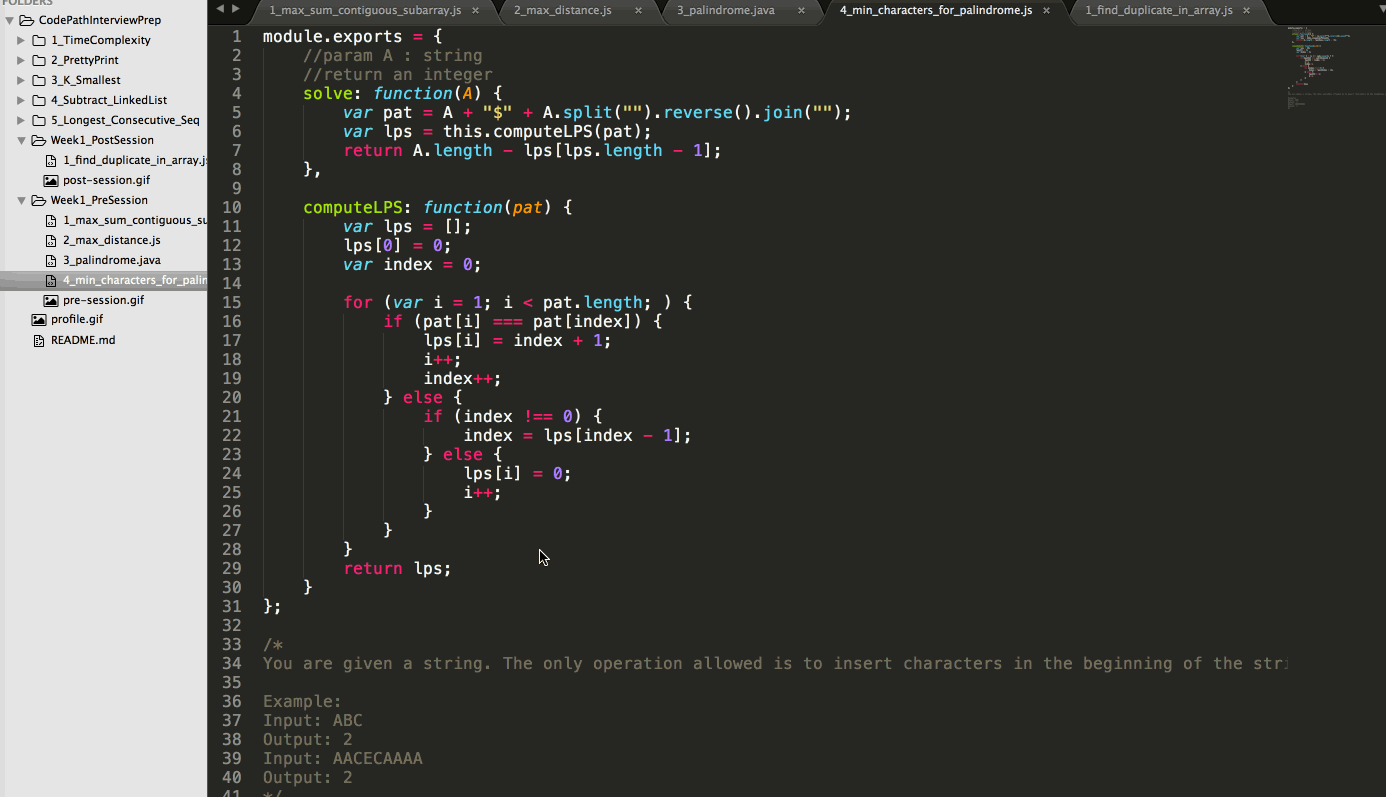 FOLDERS
CodePathInterviewPrep
1_TimeComplexity
2_PrettyPrint
3_K_Smallest
4_Subtract_LinkedList
5_Longest_Consecutive_Seq
Week1_PostSession
1_find_duplicate_in_array.j
post-session.gif
Week1_PreSession
1_max_sum_contiguous_su
2_max_distance.js
3_palindrome.java
4_min_characters_for_palin
pre-session.gif
profile.gif
README.md
1_max_sum_contiguous_subarray.js × 2_max_distance.js × 3_palindrome.java × 4_min_characters_for_palindrome.js × 1_find_duplicate_in_array.js ×
1 module.exports = {
2 //param A : string
3 //return an integer
4 solve: function(A) {
5 var pat = A + "$" + A.split("").reverse().join("");
6 var lps = this.computeLPS(pat);
7 return A.length - lps[lps.length - 1];
8 },
9
10 computeLPS: function(pat) {
11 var lps = [];
12 lps[0] = 0;
13 var index = 0;
14
15 for (var i = 1; i < pat.length; ) {
16 if (pat[i] === pat[index]) {
17 lps[i] = index + 1;
18 i++;
19 index++;
20 } else {
21 if (index !== 0) {
22 index = lps[index - 1];
23 } else {
24 lps[i] = 0;
25 i++;
26 }
27 }
28 }
29 return lps;
30 }
31 };
32
33 /*
34 You are given a string. The only operation allowed is to insert characters in the beginning of the stri
35
36 Example:
37 Input: ABC
38 Output: 2
39 Input: AACECAAAA
40 Output: 2
41 */